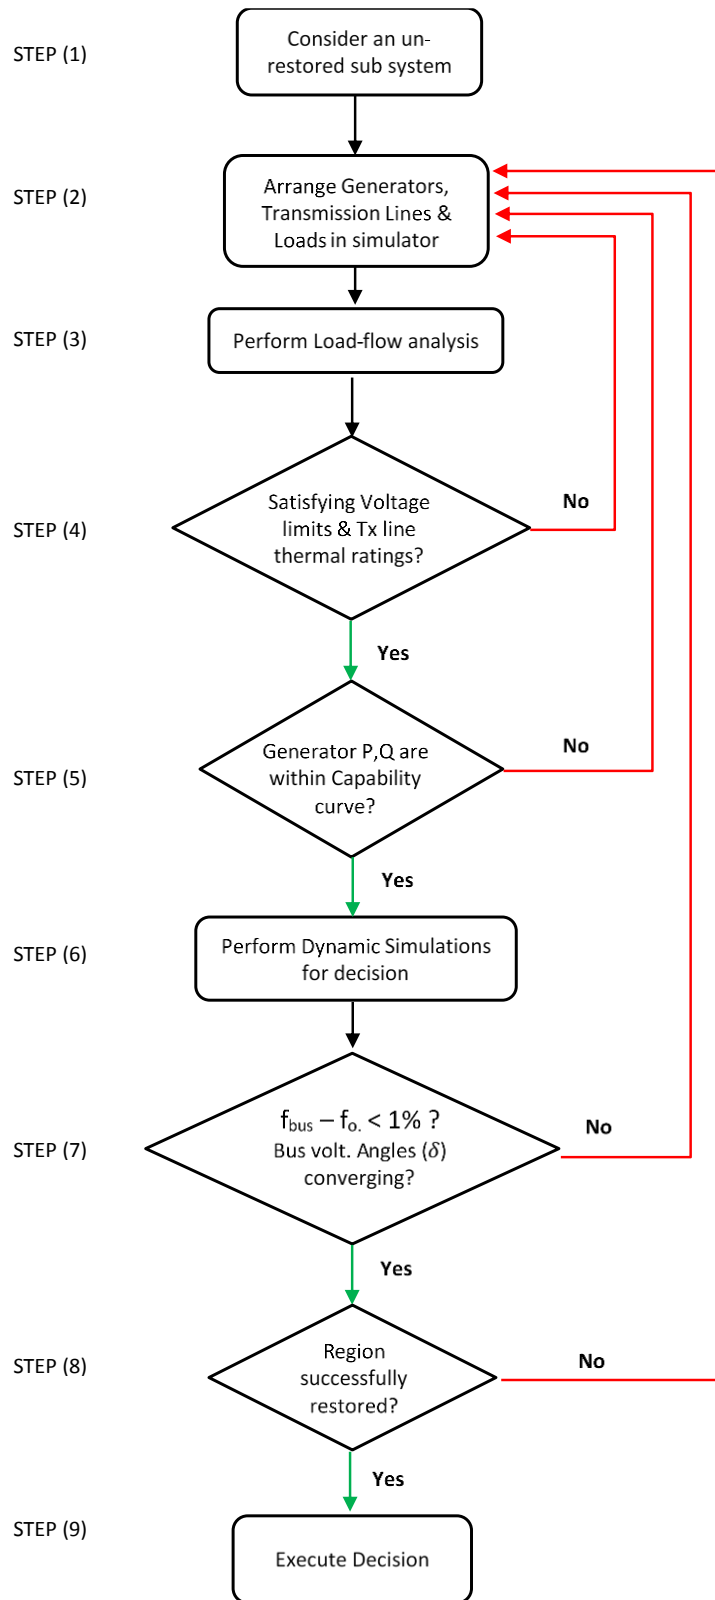 STEP (1)
Consider an un-
restored sub system
STEP (2)
Arrange Generators,
Transmission Lines &
Loads in simulator
STEP (3)
Perform Load-flow analysis
STEP (4)
Satisfying Voltage
limits & Tx line
thermal ratings?
No
Yes
STEP (5)
Generator P,Q are
within Capability
curve?
No
Yes
STEP (6)
Perform Dynamic Simulations
for decision
STEP (7)
f_bus – f_o. < 1% ?
Bus volt. Angles (δ)
converging?
No
Yes
STEP (8)
Region
successfully
restored?
No
Yes
STEP (9)
Execute Decision